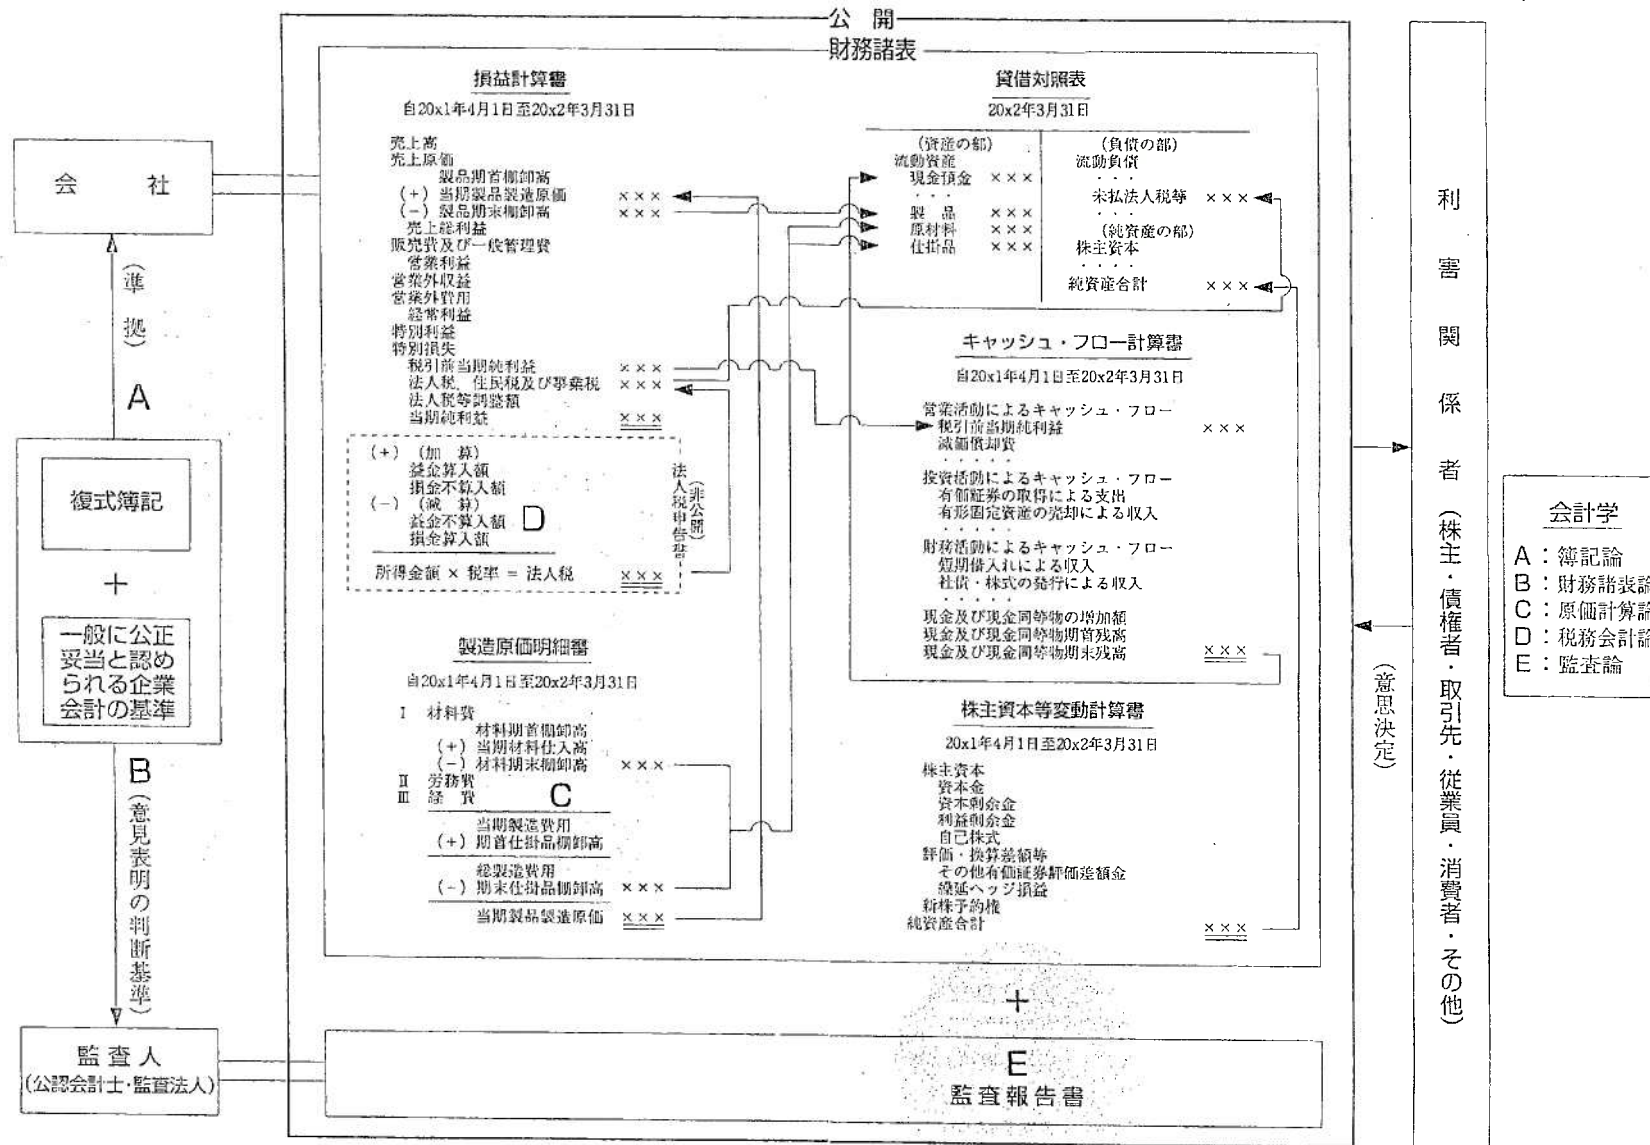 公 開
財務諸表
損益計算書
自20x1年4月1日至20x2年3月31日
売上高
売上原価
製品期首棚卸高
(+) 当期製品製造原価 ×××
(-) 製品期末棚卸高 ×××
売上総利益
販売費及び一般管理費
営業利益
営業外収益
営業外費用
経常利益
特別利益
特別損失
税引前当期純利益 ×××
法人税、住民税及び事業税 ×××
法人税等調整額
当期純利益 ×××
(+) (加 算)
益金算入額
損金不算入額
(-) (減 算)
益金不算入額
損金算入額
D
所得金額 × 税率 = 法人税 ×××
法人税申告書
(非公開)
製造原価明細書
自20x1年4月1日至20x2年3月31日
Ⅰ 材料費
材料期首棚卸高
(+) 当期材料仕入高
(-) 材料期末棚卸高 ×××
Ⅱ 労務費
Ⅲ 経 費
C
当期製造費用
(+) 期首仕掛品棚卸高
総製造費用
(-) 期末仕掛品棚卸高 ×××
当期製品製造原価 ×××
貸借対照表
20x2年3月31日
(資産の部)
流動資産
現金預金 ×××
・・・
製 品 ×××
原材料 ×××
仕掛品 ×××
(負債の部)
流動負債
・・・
未払法人税等 ×××
・・・
(純資産の部)
株主資本
・・・・
純資産合計 ×××
キャッシュ・フロー計算書
自20x1年4月1日至20x2年3月31日
営業活動によるキャッシュ・フロー
税引前当期純利益 ×××
減価償却費
・・・・・
投資活動によるキャッシュ・フロー
有価証券の取得による支出
有形固定資産の売却による収入
・・・・・
財務活動によるキャッシュ・フロー
短期借入れによる収入
社債・株式の発行による収入
・・・・・
現金及び現金同等物の増加額
現金及び現金同等物期首残高
現金及び現金同等物期末残高 ×××
株主資本等変動計算書
20x1年4月1日至20x2年3月31日
株主資本
資本金
資本剰余金
利益剰余金
自己株式
評価・換算差額等
その他有価証券評価差額金
繰延ヘッジ損益
新株予約権
純資産合計 ×××
+
E
監査報告書
会 社
(準 拠)
A
複式簿記
+
一般に公正
妥当と認め
られる企業
会計の基準
B
(意見表明の判断基準)
監査人
(公認会計士・監査法人)
利害関係者(株主・債権者・取引先・従業員・消費者・その他)
(意思決定)
会計学
A：簿記論
B：財務諸表論
C：原価計算論
D：税務会計論
E：監査論